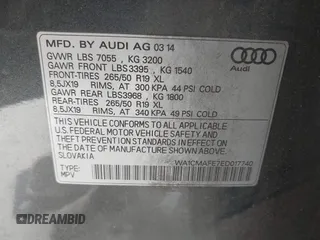 MFD. BY AUDI AG 03 14
GVWR LBS 7055 , KG 3200
GAWR FRONT LBS3395 , KG 1540
FRONT-TIRES 265/50 R19 XL
8,5JX19 RIMS, AT 300 KPA/ 44 PSI COLD
GAWR REAR LBS3968 , KG 1800
REAR-TIRES 265/50 R19 XL
8,5JX19 RIMS, AT 340 KPA/ 49 PSI COLD
THIS VEHICLE CONFORMS TO ALL APPLICABLE
U.S.FEDERAL MOTOR VEHICLE SAFETY
STANDARDS IN EFFECT ON THE DATE
OF MANUFACTURE SHOWN ABOVE.
SLOVAKIA
TYPE:
MPV
Audi
DREAMBID